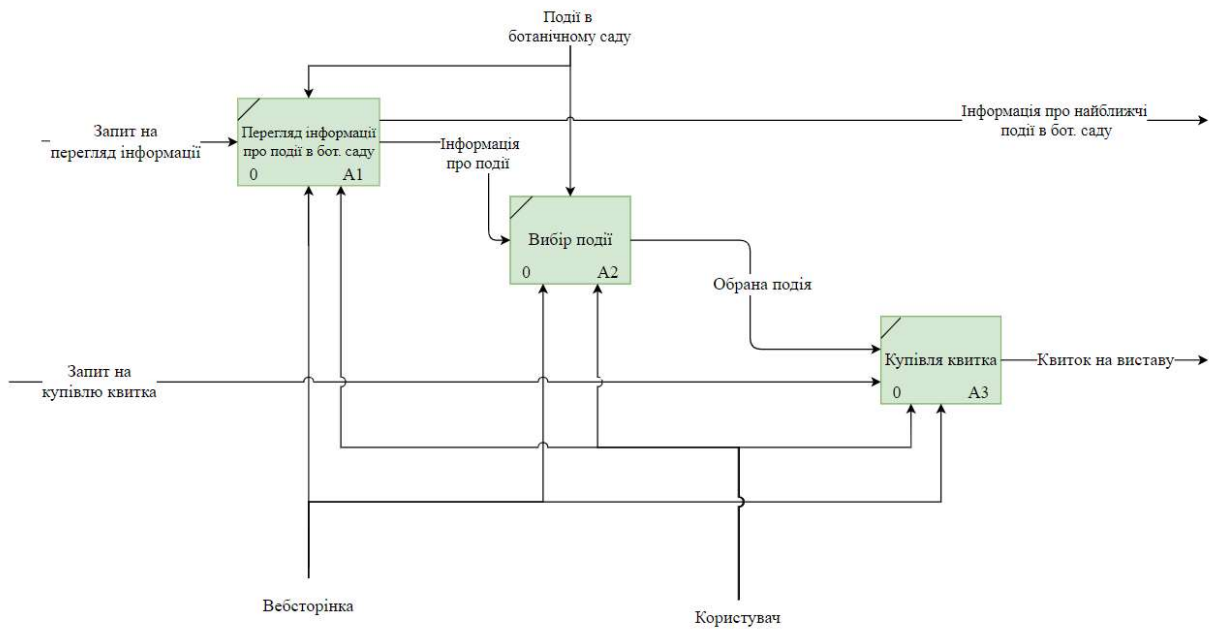 Події в
ботанічному саду
Запит на
перегляд інформації
Перегляд інформації
про події в бот. саду
0 A1
Інформація про найближчі
події в бот. саду
Інформація
про події
Вибір події
0 A2
Обрана подія
Запит на
купівлю квитка
Купівля квитка
0 A3
Квиток на виставу
Вебсторінка
Користувач